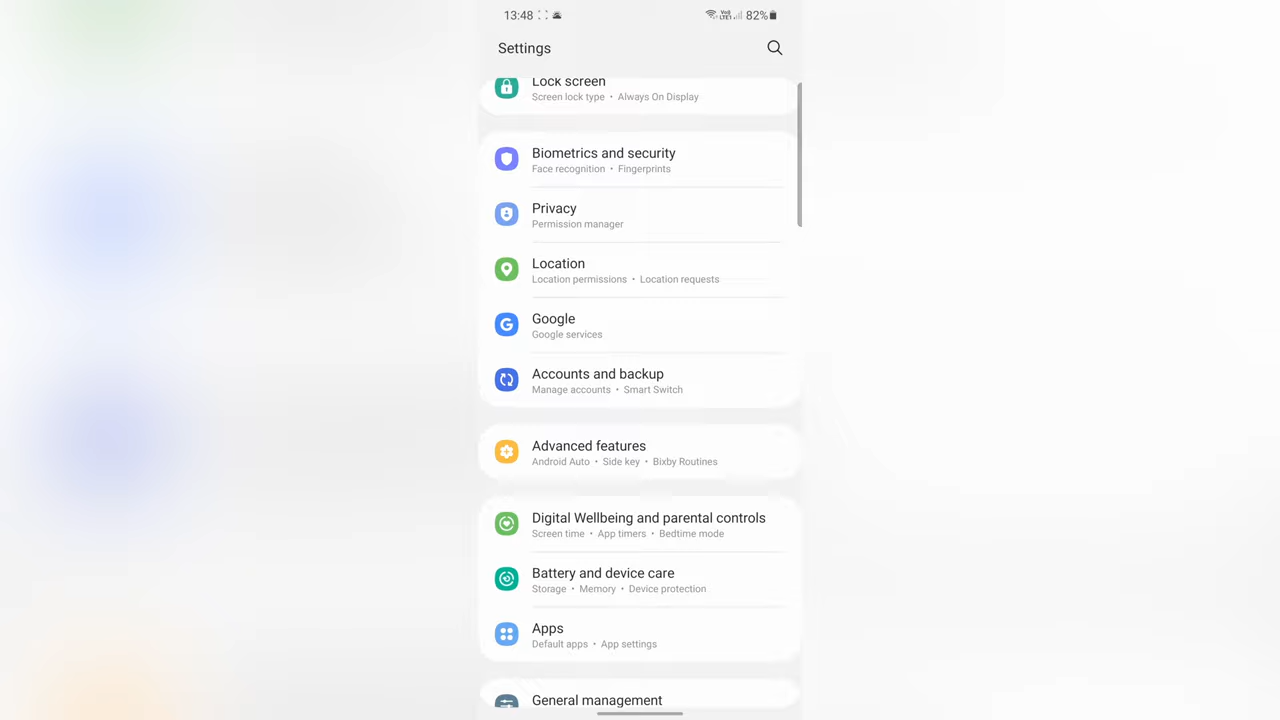 13:48 Vo) LTE1 82%
Settings
Lock screen
Screen lock type • Always On Display
Biometrics and security
Face recognition • Fingerprints
Privacy
Permission manager
Location
Location permissions • Location requests
Google
Google services
Accounts and backup
Manage accounts • Smart Switch
Advanced features
Android Auto • Side key • Bixby Routines
Digital Wellbeing and parental controls
Screen time • App timers • Bedtime mode
Battery and device care
Storage • Memory • Device protection
Apps
Default apps • App settings
General management